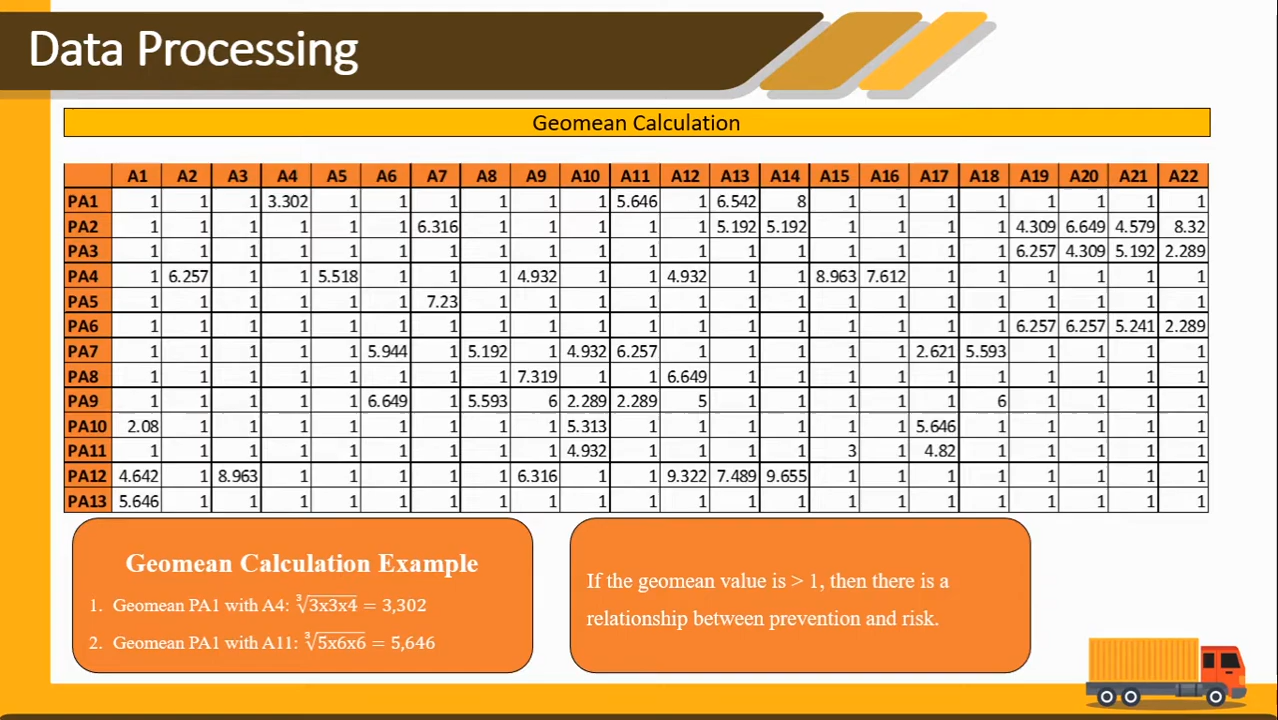 Data Processing
Geomean Calculation
A1 A2 A3 A4 A5 A6 A7 A8 A9 A10 A11 A12 A13 A14 A15 A16 A17 A18 A19 A20 A21 A22
PA1 1 1 1 3.302 1 1 1 1 1 1 5.646 1 6.542 8 1 1 1 1 1 1 1 1
PA2 1 1 1 1 1 1 6.316 1 1 1 1 1 5.192 5.192 1 1 1 1 4.309 6.649 4.579 8.32
PA3 1 1 1 1 1 1 1 1 1 1 1 1 1 1 1 1 1 1 6.257 4.309 5.192 2.289
PA4 1 6.257 1 1 5.518 1 1 1 4.932 1 1 4.932 1 1 8.963 7.612 1 1 1 1 1 1
PA5 1 1 1 1 1 1 7.23 1 1 1 1 1 1 1 1 1 1 1 1 1 1 1
PA6 1 1 1 1 1 1 1 1 1 1 1 1 1 1 1 1 1 1 6.257 6.257 5.241 2.289
PA7 1 1 1 1 1 5.944 1 5.192 1 4.932 6.257 1 1 1 1 1 2.621 5.593 1 1 1 1
PA8 1 1 1 1 1 1 1 1 7.319 1 1 6.649 1 1 1 1 1 1 1 1 1 1
PA9 1 1 1 1 1 6.649 1 5.593 6 2.289 2.289 5 1 1 1 1 1 6 1 1 1 1
PA10 2.08 1 1 1 1 1 1 1 1 5.313 1 1 1 1 1 1 5.646 1 1 1 1 1
PA11 1 1 1 1 1 1 1 1 1 4.932 1 1 1 1 3 1 4.82 1 1 1 1 1
PA12 4.642 1 8.963 1 1 1 1 1 6.316 1 1 9.322 7.489 9.655 1 1 1 1 1 1 1 1
PA13 5.646 1 1 1 1 1 1 1 1 1 1 1 1 1 1 1 1 1 1 1 1 1
Geomean Calculation Example
1. Geomean PA1 with A4: ∛3x3x4 = 3,302
2. Geomean PA1 with A11: ∛5x6x6 = 5,646
If the geomean value is > 1, then there is a
relationship between prevention and risk.